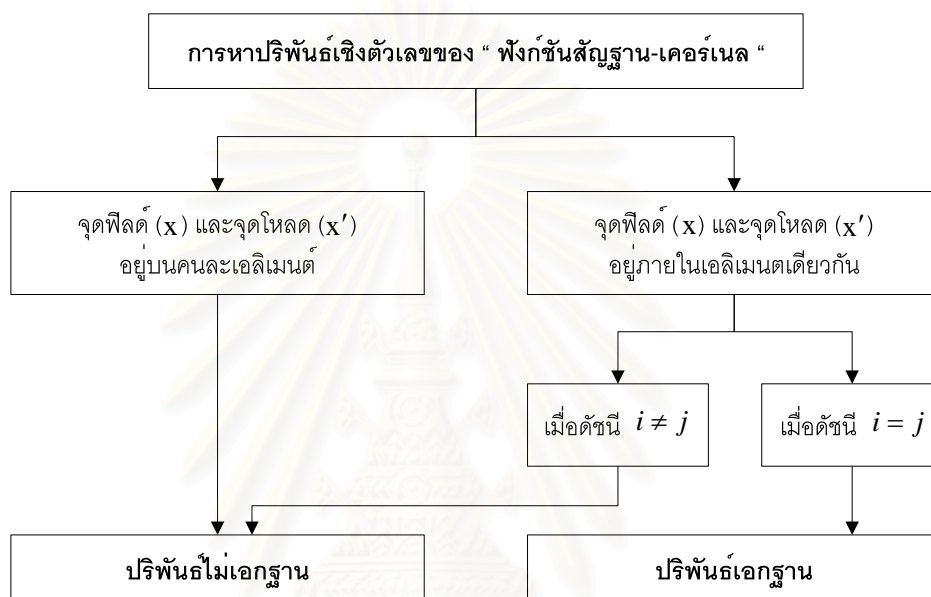 การหาปริพันธ์เชิงตัวเลขของ “ ฟังก์ชันสัญฐาน-เคอร์เนล “
จุดฟิลด์ (x) และจุดโหลด (x′)
อยู่บนคนละเอลิเมนต์
จุดฟิลด์ (x) และจุดโหลด (x′)
อยู่ภายในเอลิเมนตเดียวกัน
เมื่อดัชนี i ≠ j
เมื่อดัชนี i = j
ปริพันธ์ไม่เอกฐาน
ปริพันธ์เอกฐาน